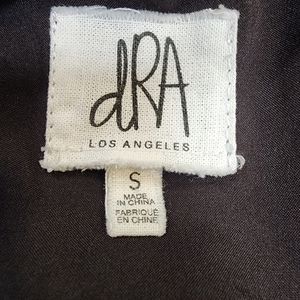 dRA
LOS ANGELES
S
MADE
IN CHINA
FABRIQUÉ
EN CHINE